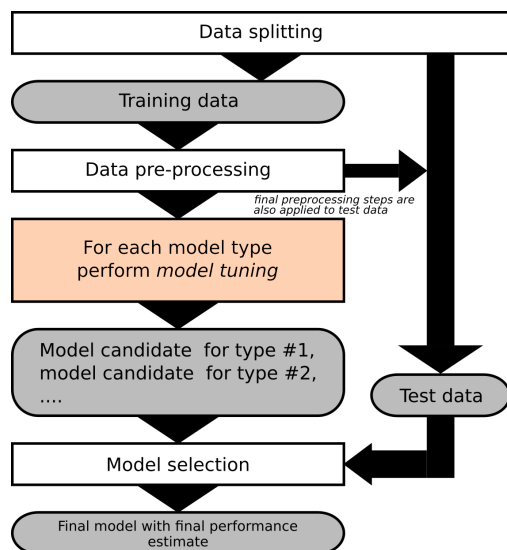 Data splitting
Training data
Data pre-processing
final preprocessing steps are
also applied to test data
For each model type
perform model tuning
Model candidate for type #1,
model candidate for type #2,
....
Test data
Model selection
Final model with final performance
estimate